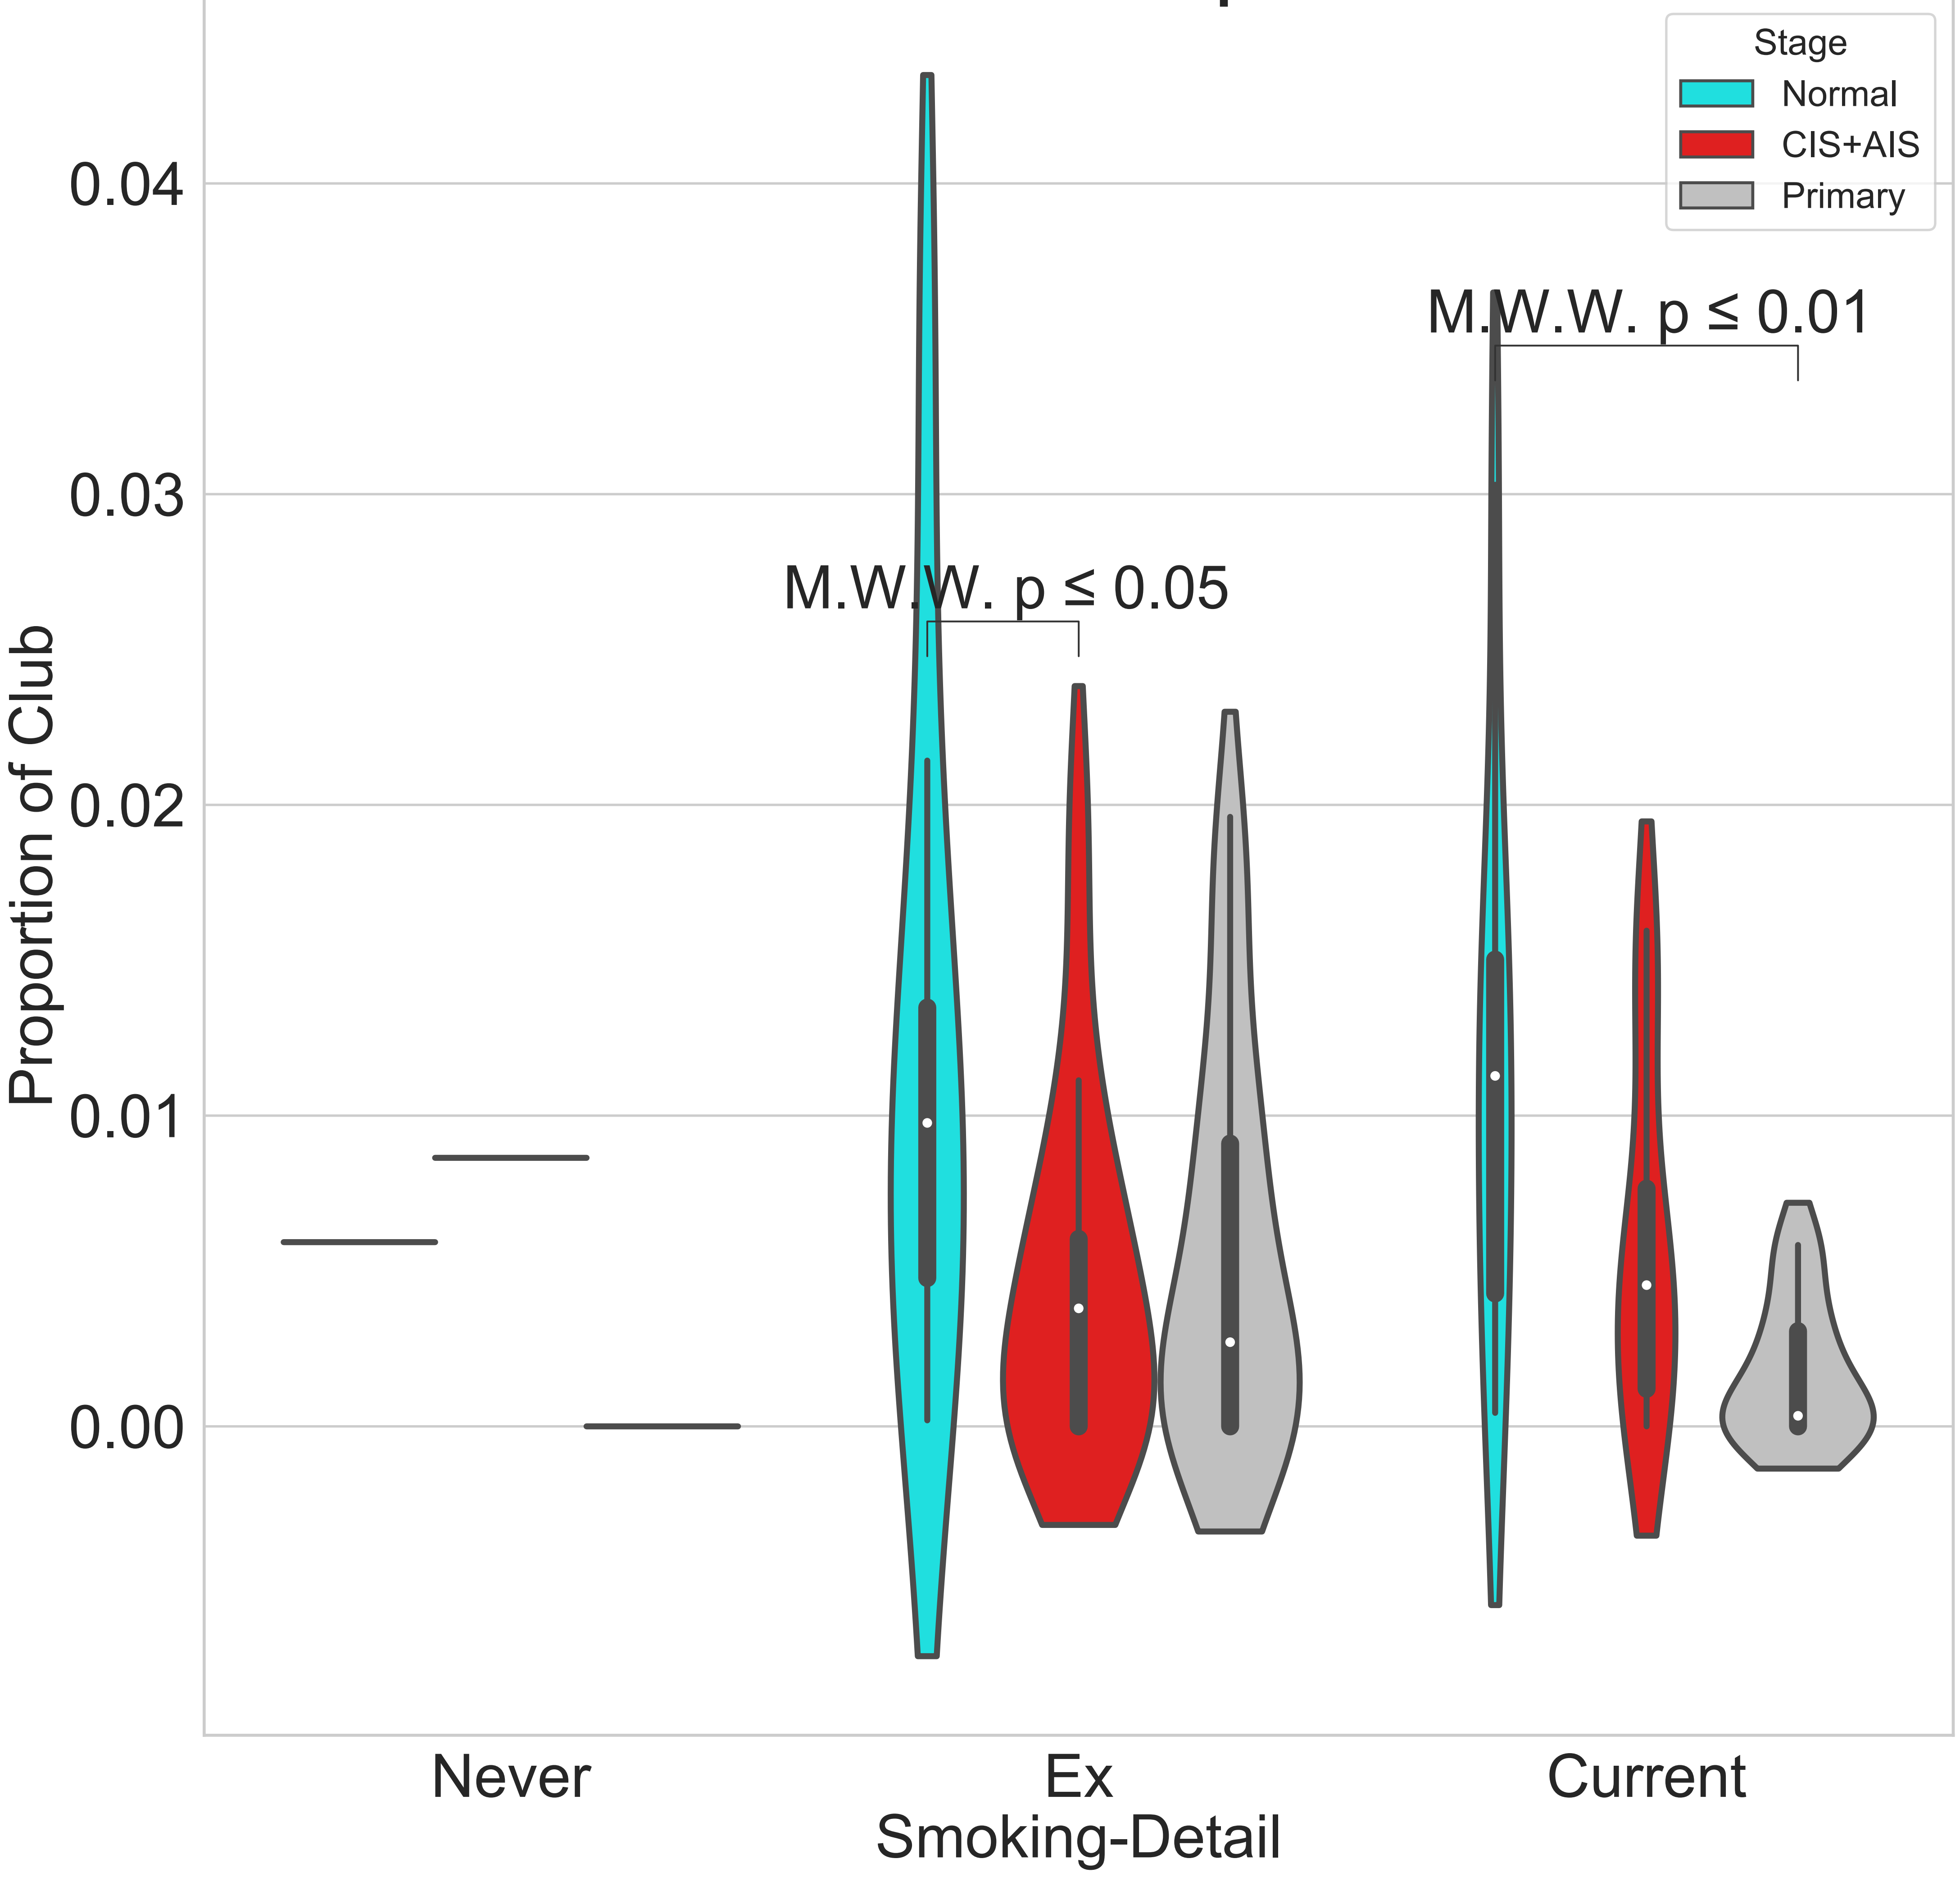 Stage
Normal
CIS+AIS
Primary
0.04
M.W.W. p ≤ 0.01
0.03
M.W.W. p ≤ 0.05
0.02
0.01
0.00
Proportion of Club
Never
Ex
Current
Smoking-Detail